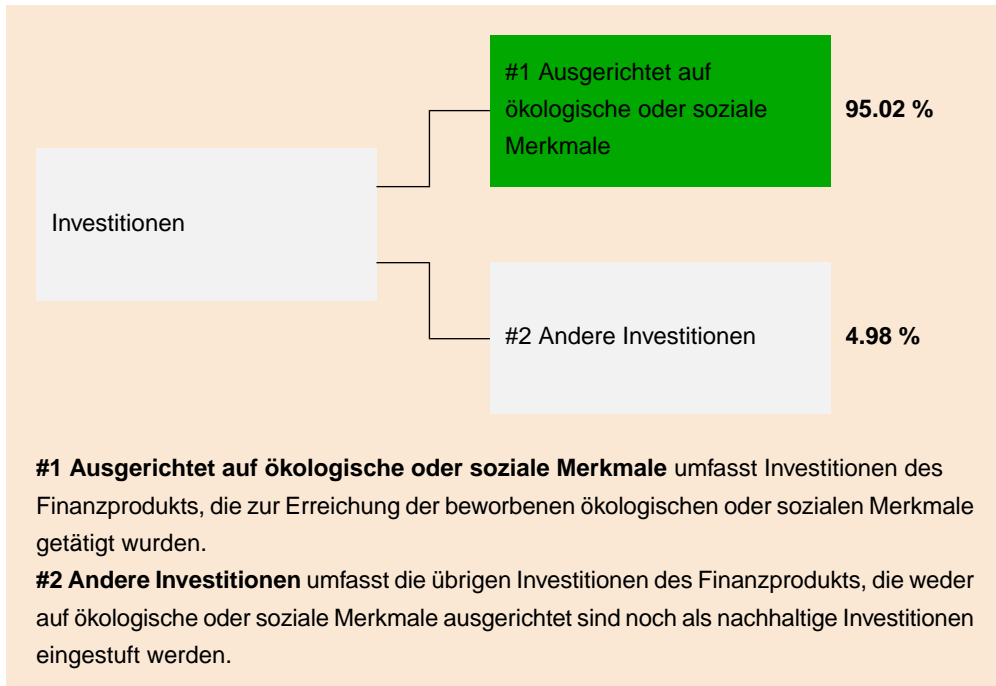 #1 Ausgerichtet auf
ökologische oder soziale
Merkmale
95.02 %
Investitionen
#2 Andere Investitionen
4.98 %
#1 Ausgerichtet auf ökologische oder soziale Merkmale umfasst Investitionen des
Finanzprodukts, die zur Erreichung der beworbenen ökologischen oder sozialen Merkmale
getätigt wurden.
#2 Andere Investitionen umfasst die übrigen Investitionen des Finanzprodukts, die weder
auf ökologische oder soziale Merkmale ausgerichtet sind noch als nachhaltige Investitionen
eingestuft werden.